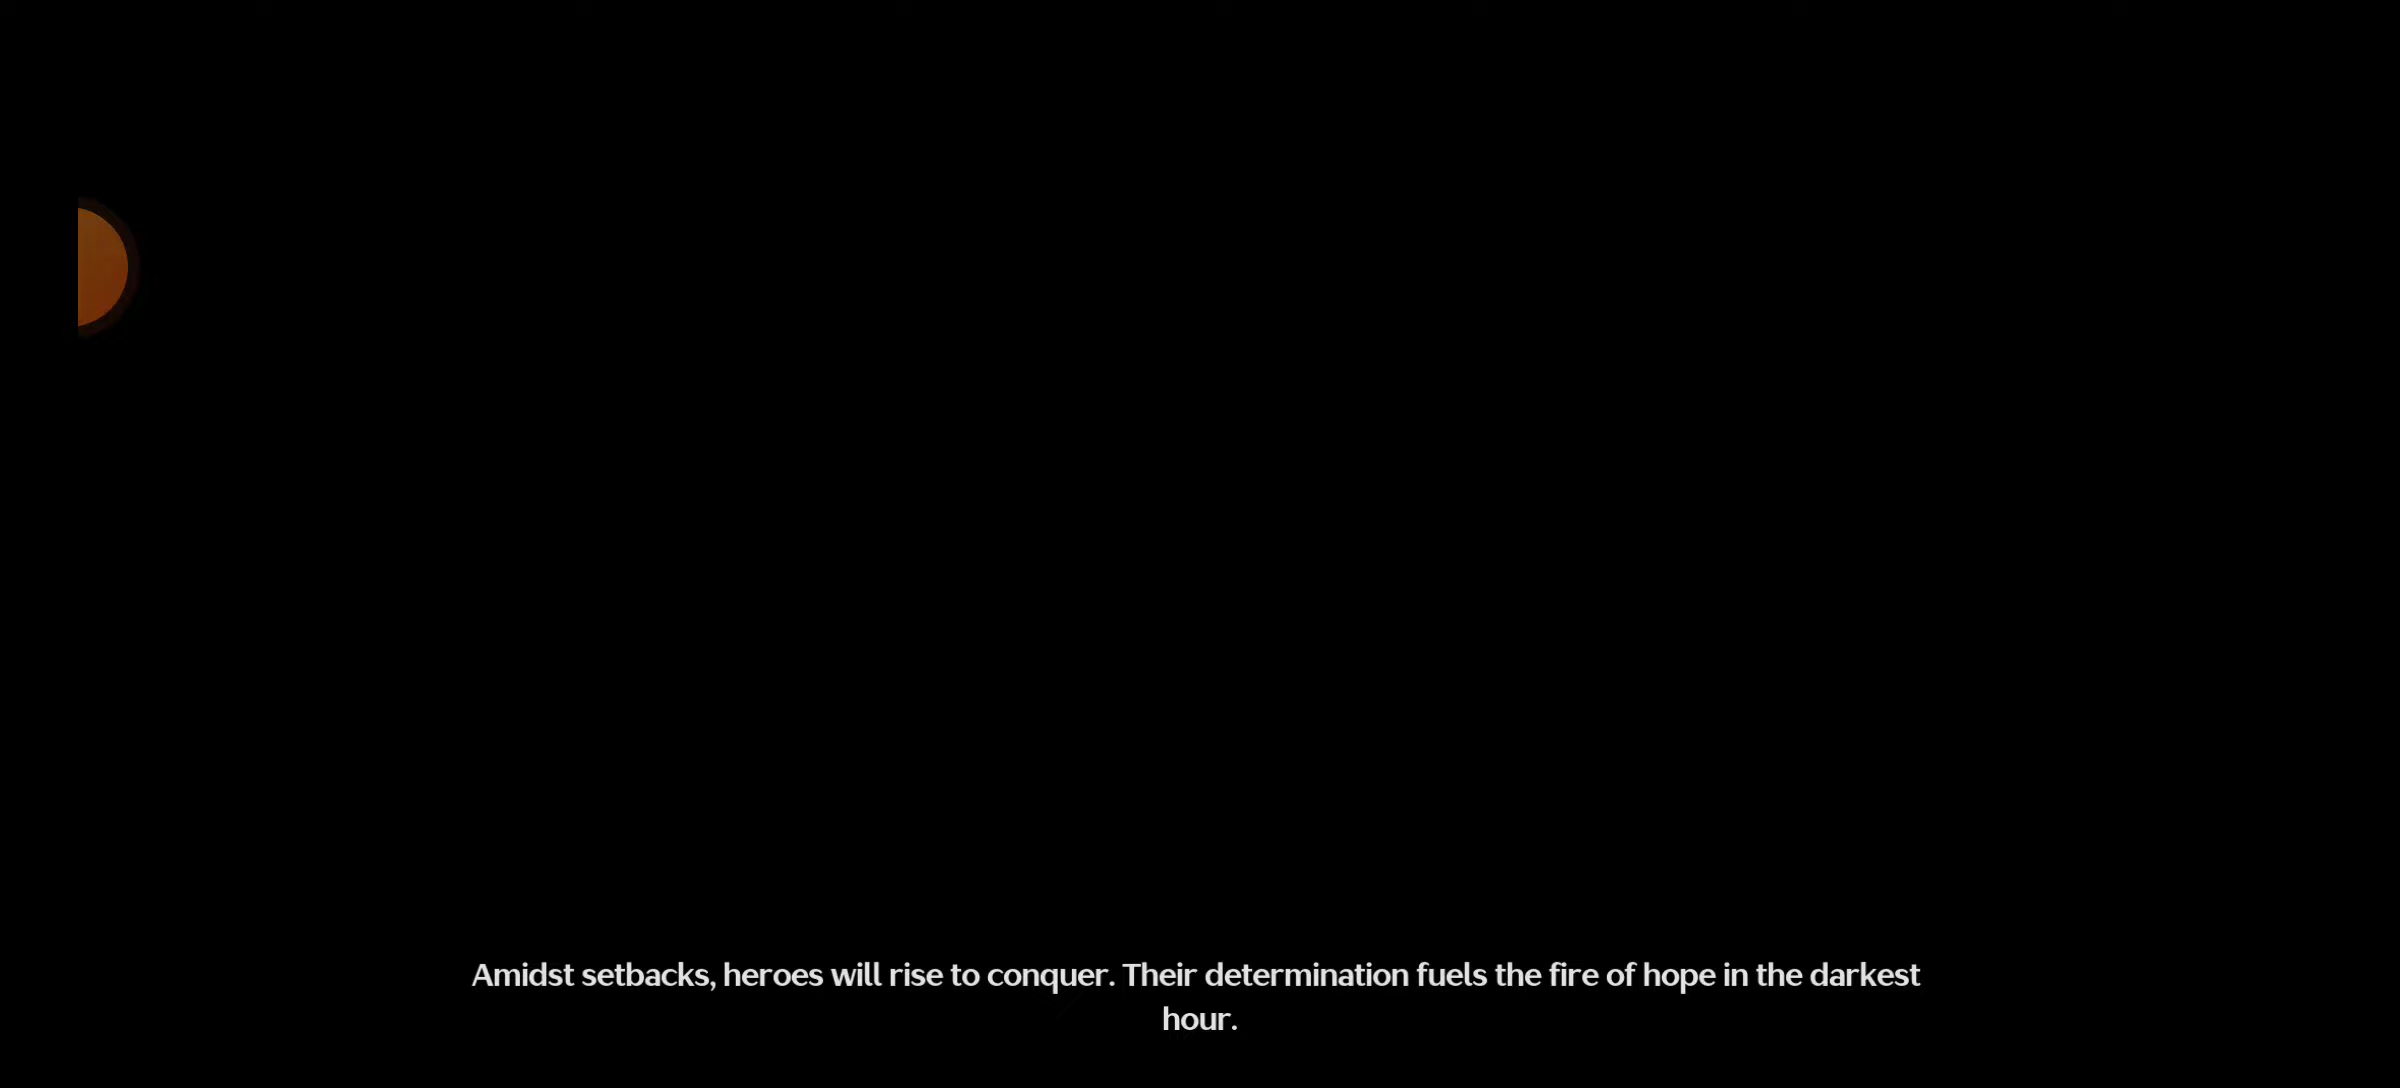 Amidst setbacks, heroes will rise to conquer. Their determination fuels the fire of hope in the darkest
hour.